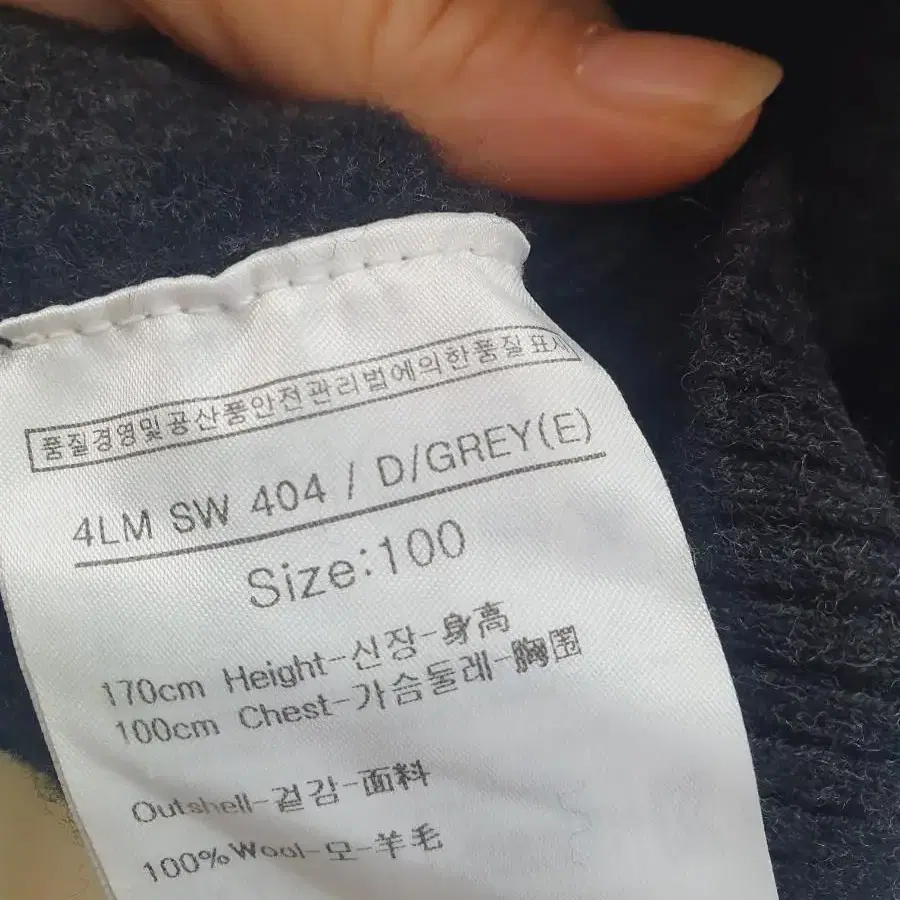 품질경영및공산품안전관리법에의한품질 표시
4LM SW 404 / D/GREY(E)
Size:100
170cm Height-신장-身高
100cm Chest-가슴둘레-胸围
Outshell-겉감-面料
100%Wool-모-羊毛